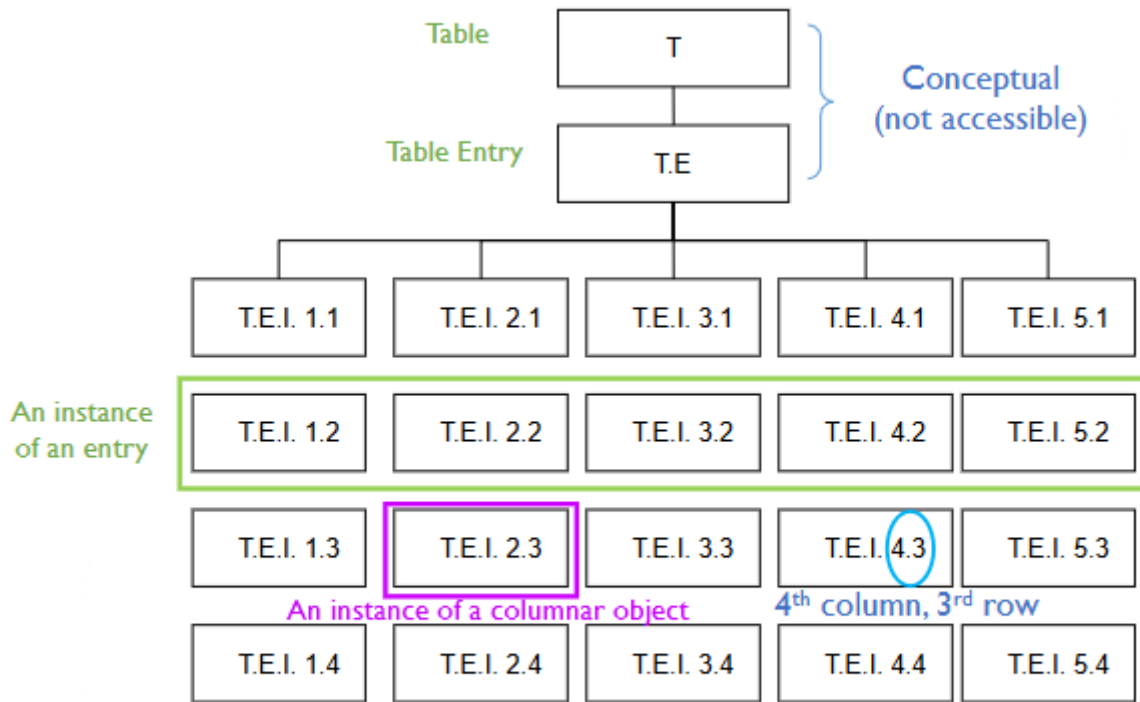 Table
T
Conceptual
(not accessible)
Table Entry
T.E
T.E.I. 1.1
T.E.I. 2.1
T.E.I. 3.1
T.E.I. 4.1
T.E.I. 5.1
An instance
of an entry
T.E.I. 1.2
T.E.I. 2.2
T.E.I. 3.2
T.E.I. 4.2
T.E.I. 5.2
T.E.I. 1.3
T.E.I. 2.3
T.E.I. 3.3
T.E.I. 4.3
T.E.I. 5.3
An instance of a columnar object
4th column, 3rd row
T.E.I. 1.4
T.E.I. 2.4
T.E.I. 3.4
T.E.I. 4.4
T.E.I. 5.4